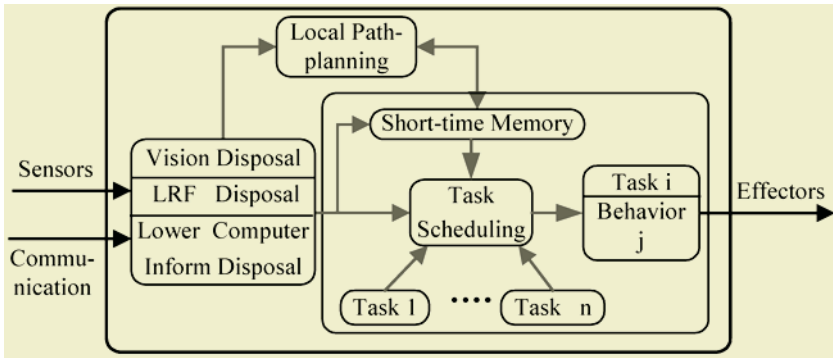 Local Path-
planning
Short-time Memory
Sensors
Vision Disposal
LRF Disposal
Lower Computer
Inform Disposal
Commu-
nication
Task
Scheduling
Task i
Behavior
j
Effectors
Task 1
....
Task n